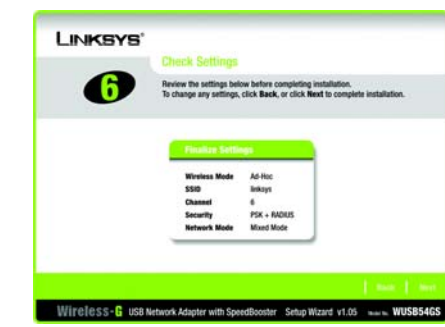 LINKSYS®
Check Settings
6
Review the settings below before completing installation.
To change any settings, click Back, or click Next to complete installation.
Finalize Settings
Wireless Mode Ad-Hoc
SSID linksys
Channel 6
Security PSK + RADIUS
Network Mode Mixed Mode
Back Next
Wireless-G USB Network Adapter with SpeedBooster Setup Wizard v1.05 Model No. WUSB54GS